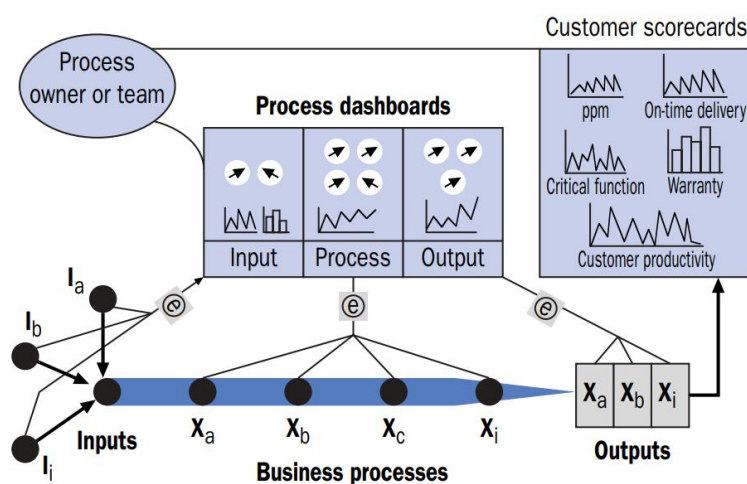 Customer scorecards
Process
owner or team
Process dashboards
ppm
On-time delivery
Critical function
Warranty
Customer productivity
Input
Process
Output
Ia
Ib
Ii
e
e
e
Inputs
Xa
Xb
Xc
Xi
Business processes
Xa
Xb
Xi
Outputs